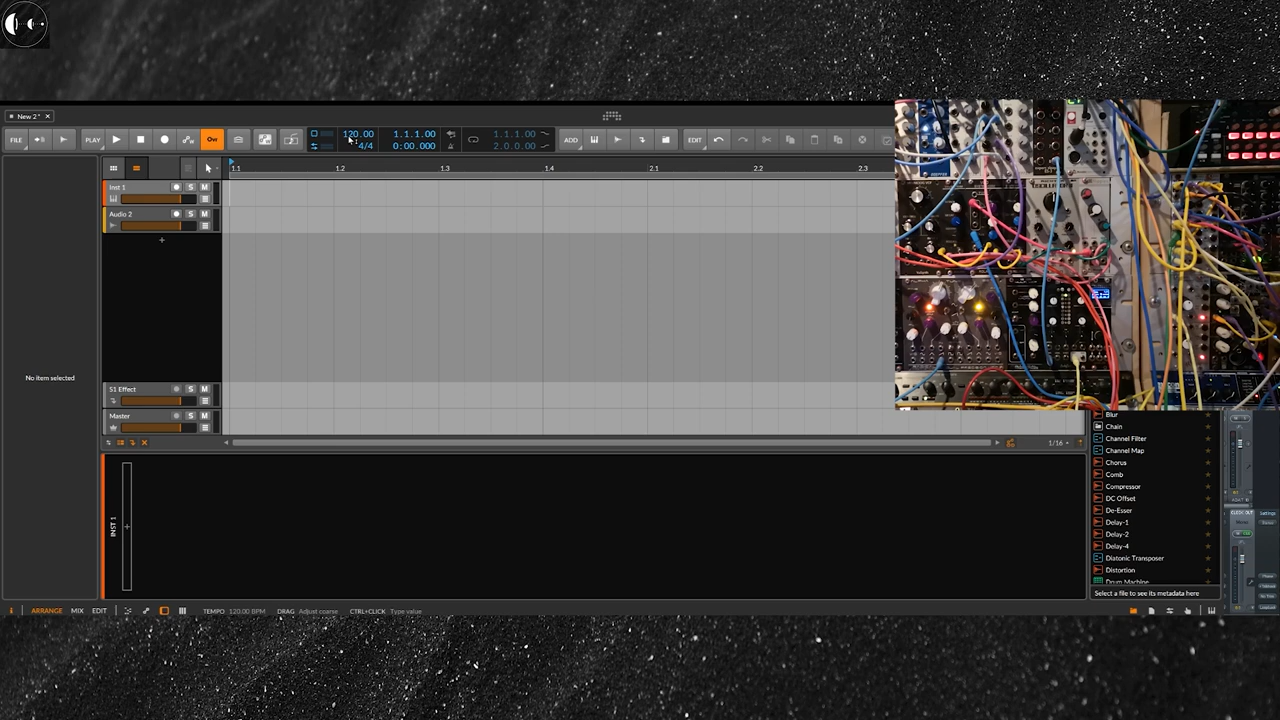 New 2 *
FILE
PLAY
120.00
4/4
1.1.1.00
0:00.000
1.1.1.00
2.0.0.00
ADD
EDIT
1.1
1.2
1.3
1.4
2.1
2.2
2.3
Inst 1
S M
Audio 2
S M
No item selected
S1 Effect
S M
Master
S M
1/16
INST 1
Blur
Chain
Channel Filter
Channel Map
Chorus
Comb
Compressor
DC Offset
De-Esser
Delay-1
Delay-2
Delay-4
Diatonic Transposer
Distortion
Drum Machine
Select a file to see its metadata here
CLOCK OUT
Settings
ARRANGE MIX EDIT
TEMPO 120.00 BPM DRAG Adjust coarse CTRL+CLICK Type value